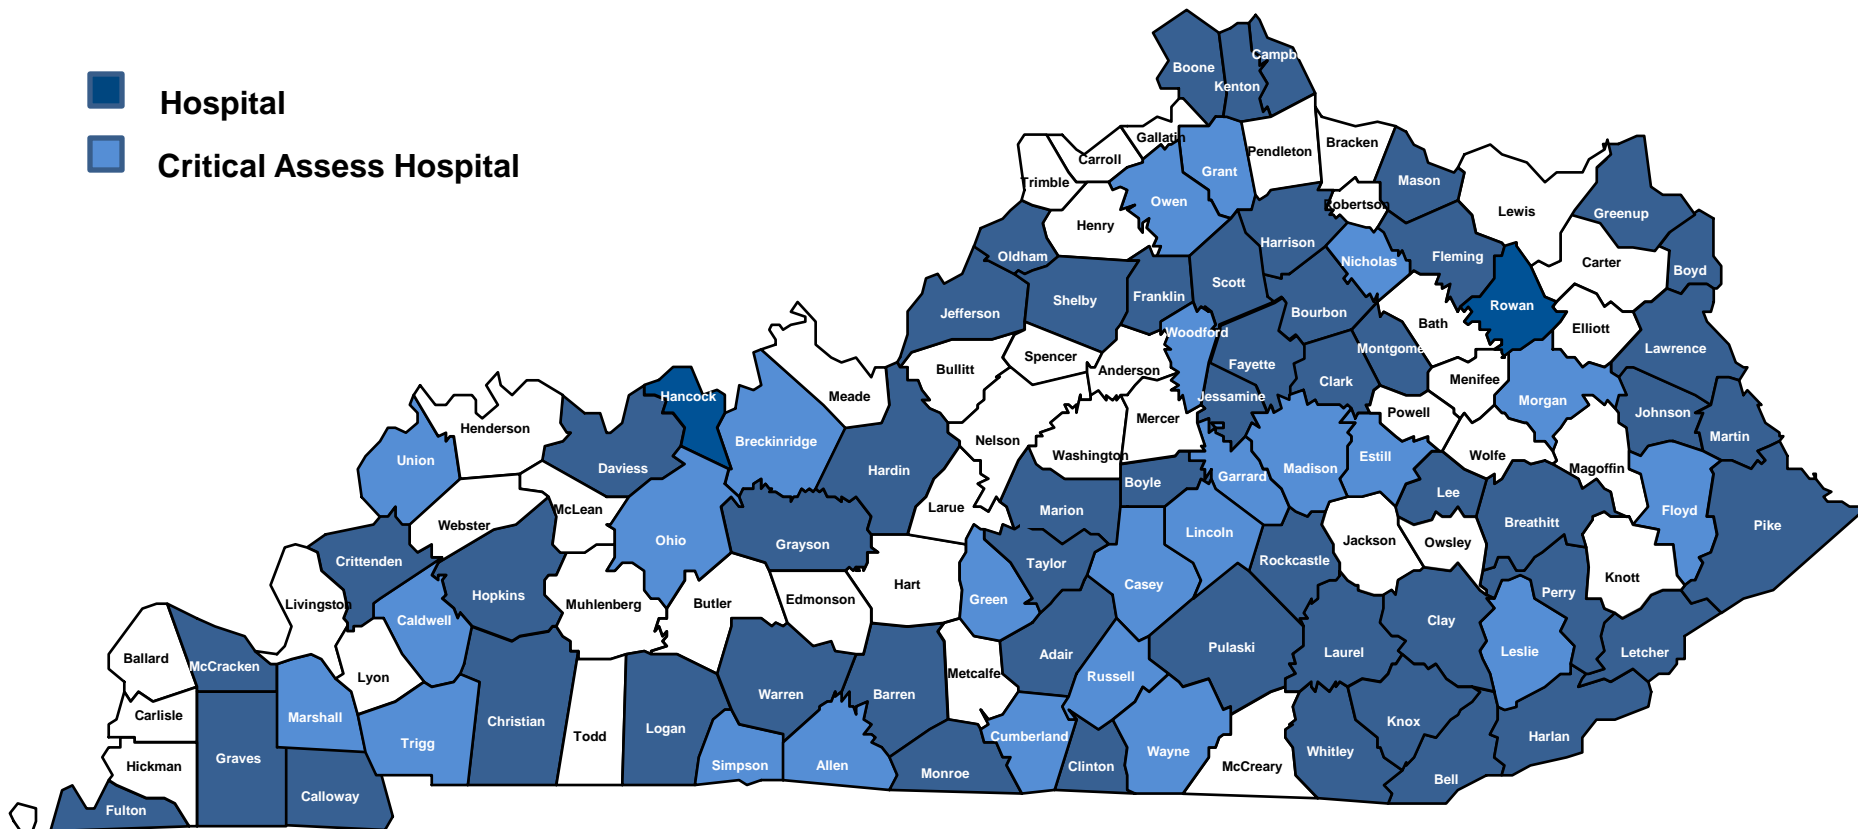 Hospital
Critical Assess Hospital
Boone
Kenton
Campb
Gallatin
Carroll
Trimble
Grant
Pendleton
Bracken
Mason
Robertson
Lewis
Greenup
Owen
Henry
Oldham
Harrison
Nicholas
Fleming
Carter
Boyd
Rowan
Elliott
Jefferson
Shelby
Franklin
Scott
Bourbon
Bath
Woodford
Fayette
Montgome
Lawrence
Spencer
Anderson
Bullitt
Clark
Menifee
Jessamine
Morgan
Johnson
Martin
Powell
Meade
Mercer
Hancock
Henderson
Breckinridge
Nelson
Washington
Union
Daviess
Hardin
Garrard
Madison
Estill
Wolfe
Magoffin
Boyle
Lee
Larue
McLean
Webster
Marion
Lincoln
Breathitt
Floyd
Pike
Ohio
Grayson
Jackson
Owsley
Crittenden
Taylor
Rockcastle
Casey
Knott
Perry
Hopkins
Hart
Green
Edmonson
Butler
Muhlenberg
Livingston
Caldwell
Clay
Leslie
Letcher
Adair
Pulaski
Laurel
Ballard
McCracken
Lyon
Metcalfe
Russell
Warren
Barren
Carlisle
Marshall
Christian
Logan
Todd
Trigg
Cumberland
Wayne
Knox
Whitley
Harlan
Hickman
Graves
Simpson
Allen
Monroe
Clinton
McCreary
Bell
Calloway
Fulton